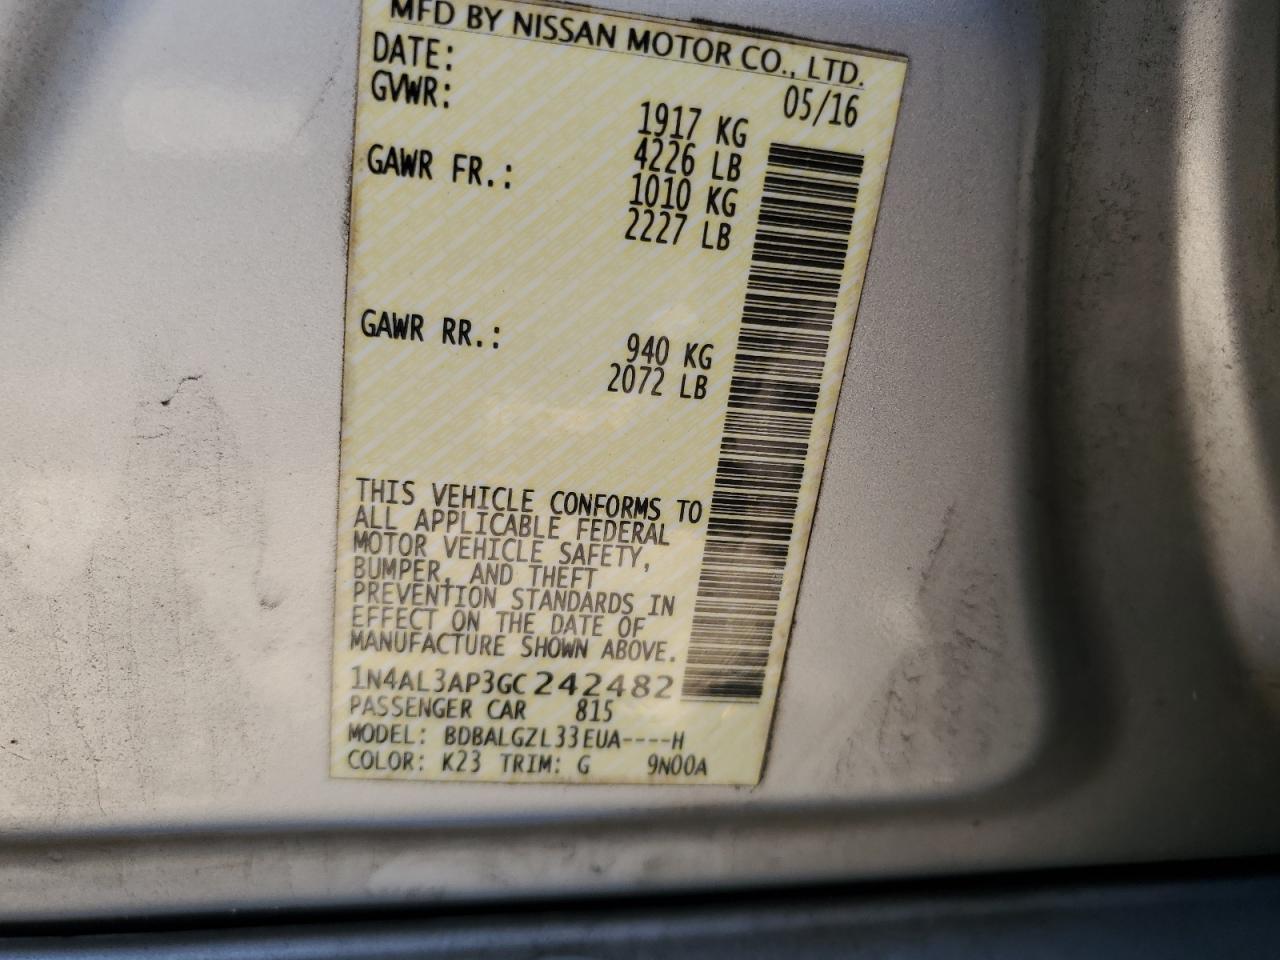 MFD BY NISSAN MOTOR CO., LTD.
DATE: 05/16
GVWR: 1917 KG
4226 LB
GAWR FR.: 1010 KG
2227 LB
GAWR RR.: 940 KG
2072 LB
THIS VEHICLE CONFORMS TO
ALL APPLICABLE FEDERAL
MOTOR VEHICLE SAFETY,
BUMPER, AND THEFT
PREVENTION STANDARDS IN
EFFECT ON THE DATE OF
MANUFACTURE SHOWN ABOVE.
1N4AL3AP3GC242482
PASSENGER CAR 815
MODEL: BDBALGZL33EUA----H
COLOR: K23 TRIM: G 9N00A